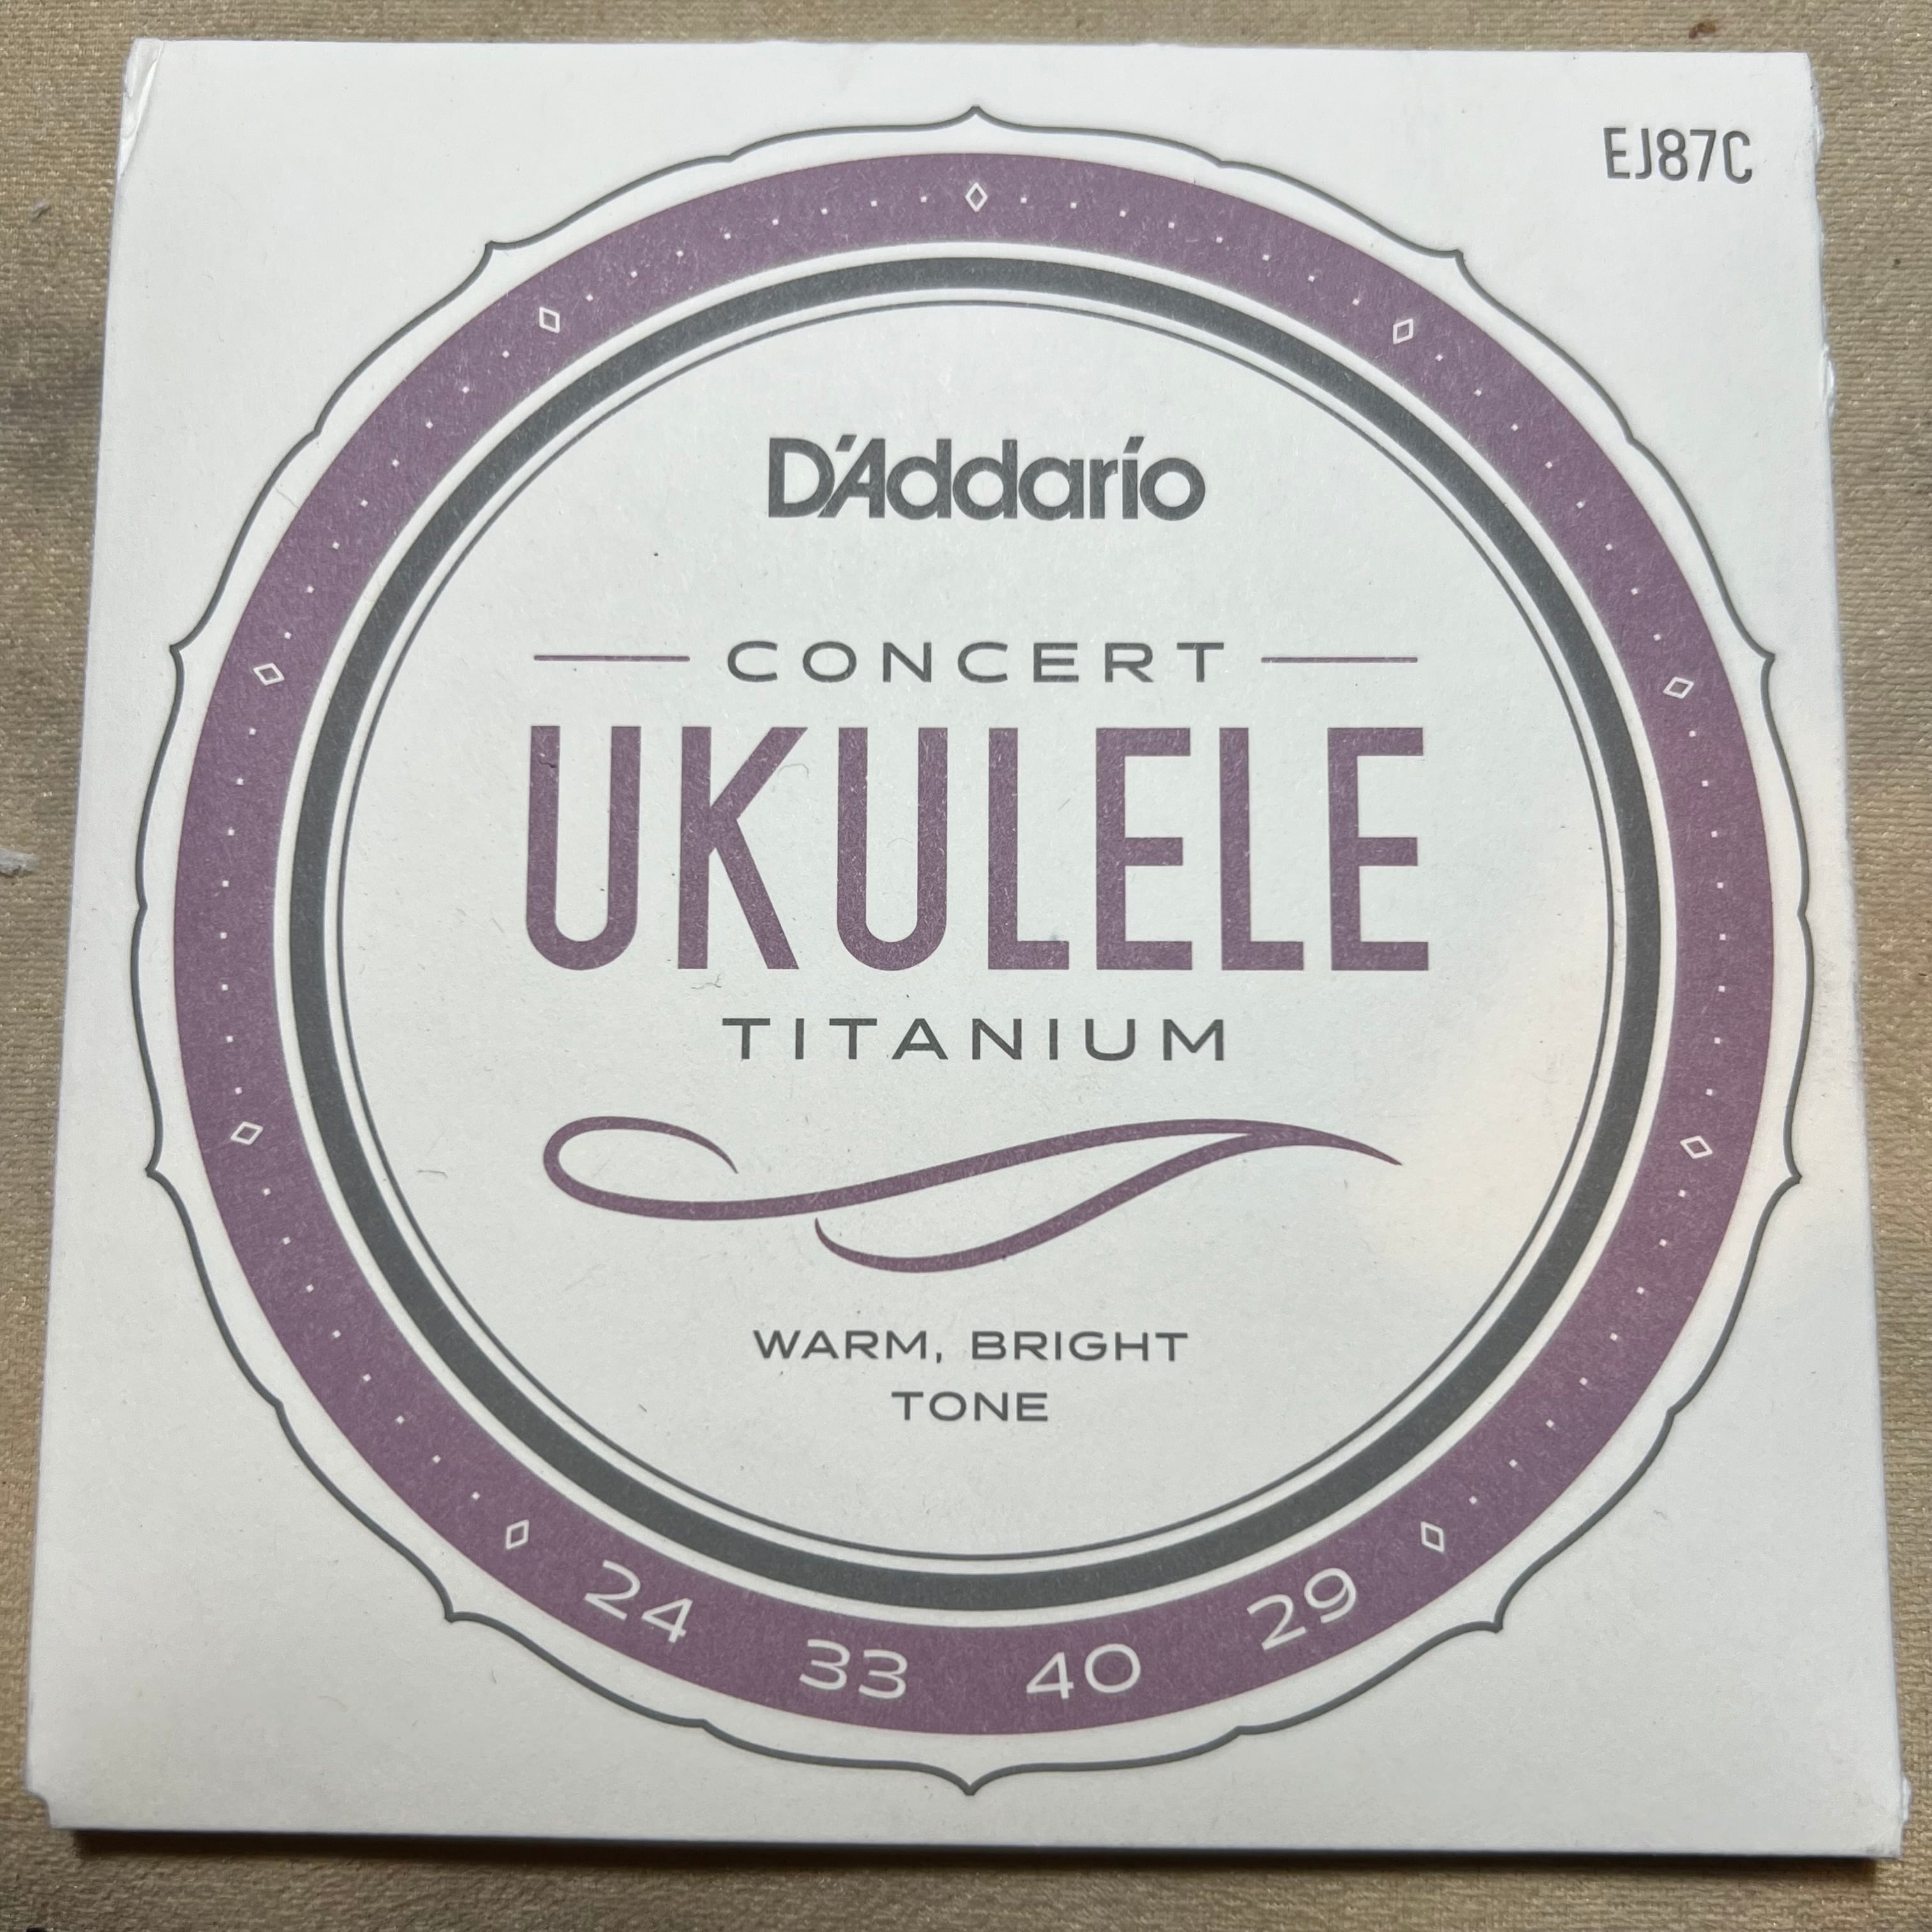 EJ87C
D'Addario
CONCERT
UKULELE
TITANIUM
WARM, BRIGHT
TONE
24 33 40 29